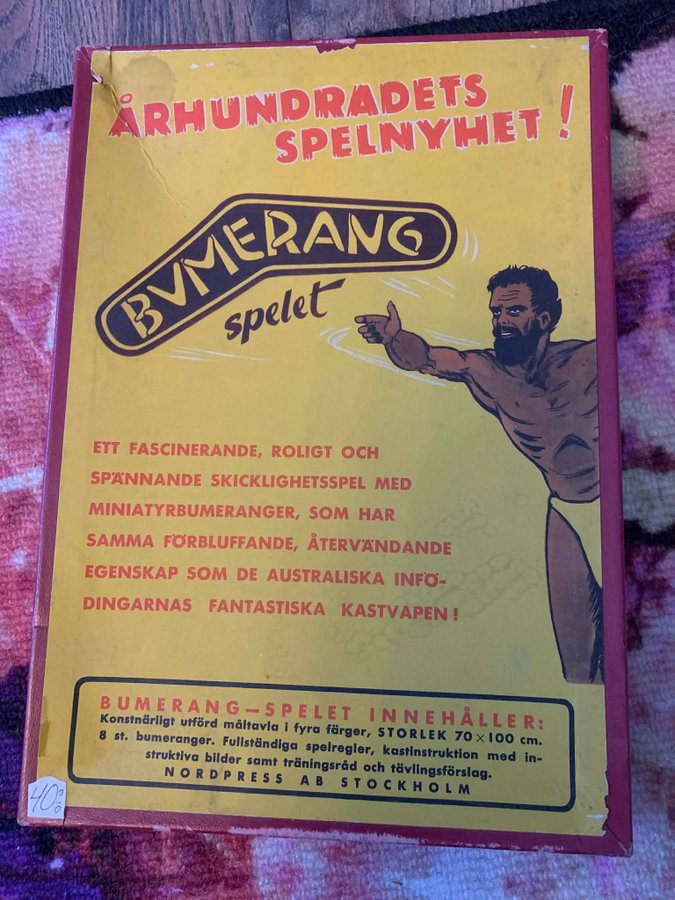 ÅRHUNDRADETS
SPELNYHET!
BUMERANG
spelet
ETT FASCINERANDE, ROLIGT OCH
SPÄNNANDE SKICKLIGHETSSPEL MED
MINIATYRBUMERANGER, SOM HAR
SAMMA FÖRBLUFFANDE, ÅTERVÄNDANDE
EGENSKAP SOM DE AUSTRALISKA INFÖ-
DINGARNAS FANTASTISKA KASTVAPEN!
BUMERANG—SPELET INNEHÅLLER:
Konstnärligt utförd måltavla i fyra färger, STORLEK 70×100 cm.
8 st. bumeranger. Fullständiga spelregler, kastinstruktion med in-
struktiva bilder samt träningsråd och tävlingsförslag.
NORDPRESS AB STOCKHOLM
40 0/0